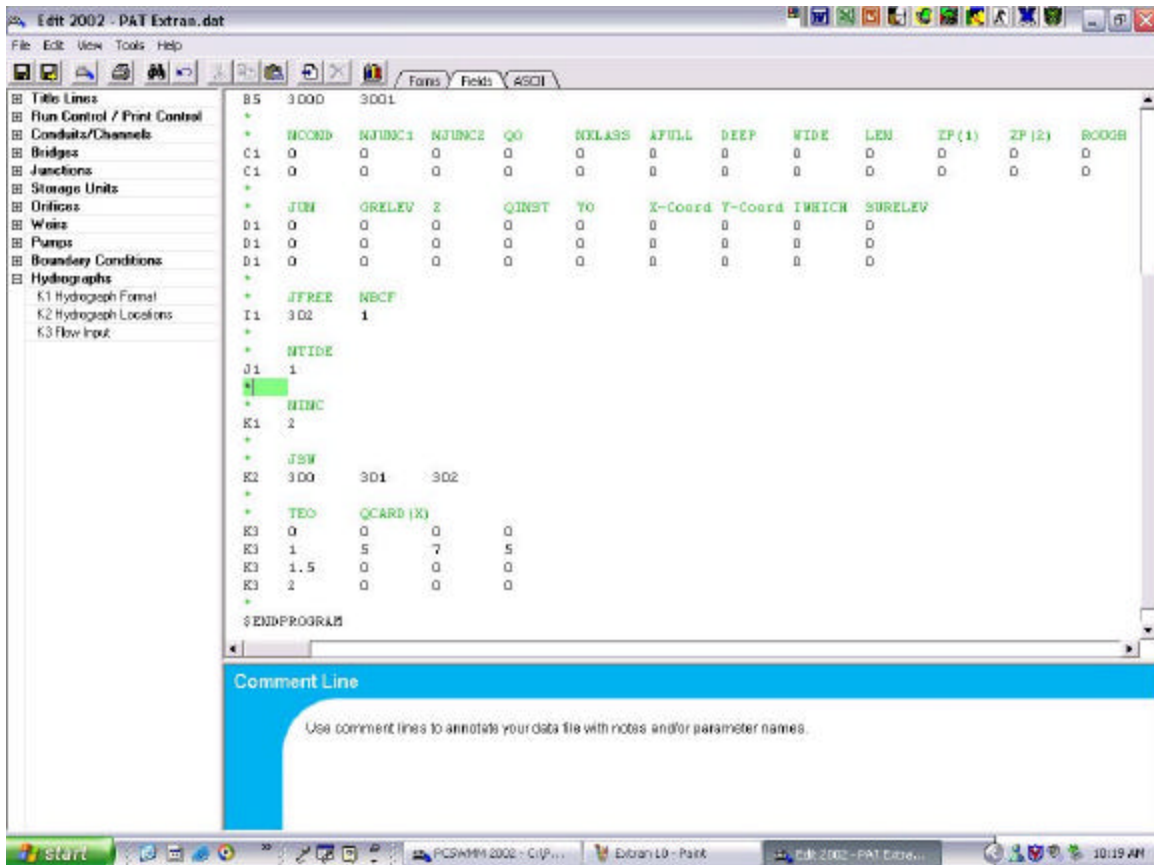 Edit 2002 - PAT Extran.dat
File Edit View Tools Help
Forms Fields ASCII
Title Lines
Run Control / Print Control
Conduits/Channels
Bridges
Junctions
Storage Units
Orifices
Weirs
Pumps
Boundary Conditions
Hydrographs
K1 Hydrograph Format
K2 Hydrograph Locations
K3 Flow Input
B5 3000 3001
*
* NCOND NJUNC1 NJUNC2 QO NKLASS AFULL DEEP WIDE LEN ZP(1) ZP(2) ROUGH
C1 0 0 0 0 0 0 0 0 0 0 0 0
C1 0 0 0 0 0 0 0 0 0 0 0 0
*
* JUN GRELEV Z QINST YO X-Coord Y-Coord IWHICH SURELEV
D1 0 0 0 0 0 0 0 0 0
D1 0 0 0 0 0 0 0 0 0
D1 0 0 0 0 0 0 0 0 0
*
* JFREE NBCF
I1 302 1
*
* NTIDE
J1 1
*
* NINC
K1 2
*
* JSW
K2 300 301 302
*
* TEO QCARD(X)
K3 0 0 0 0
K3 1 5 7 5
K3 1.5 0 0 0
K3 2 0 0 0
*
$ENDPROGRAM
Comment Line
Use comment lines to annotate your data file with notes and/or parameter names.
start
PCSWMM 2002 - C:\P...
Extran10 - Paint
Edit 2002 - PAT Extra...
10:19 AM